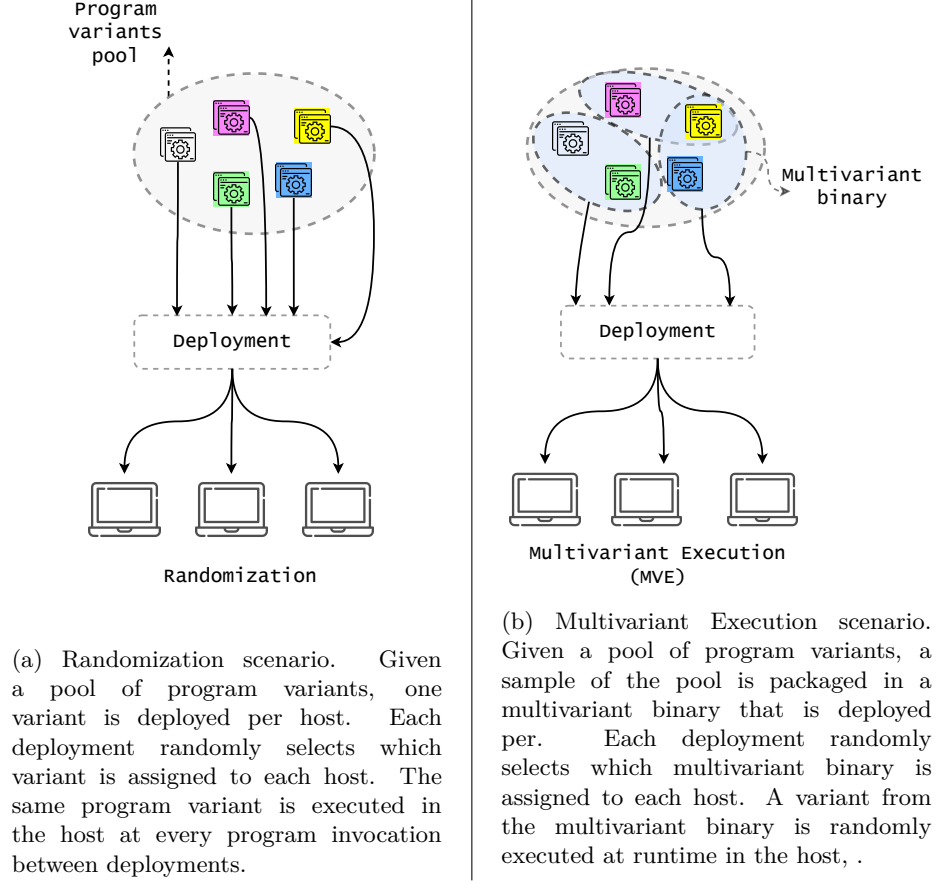 Program
variants
pool
Deployment
Randomization
(a) Randomization scenario. Given
a pool of program variants, one
variant is deployed per host. Each
deployment randomly selects which
variant is assigned to each host. The
same program variant is executed in
the host at every program invocation
between deployments.
Multivariant
binary
Deployment
Multivariant Execution
(MVE)
(b) Multivariant Execution scenario.
Given a pool of program variants, a
sample of the pool is packaged in a
multivariant binary that is deployed
per. Each deployment randomly
selects which multivariant binary is
assigned to each host. A variant from
the multivariant binary is randomly
executed at runtime in the host, .